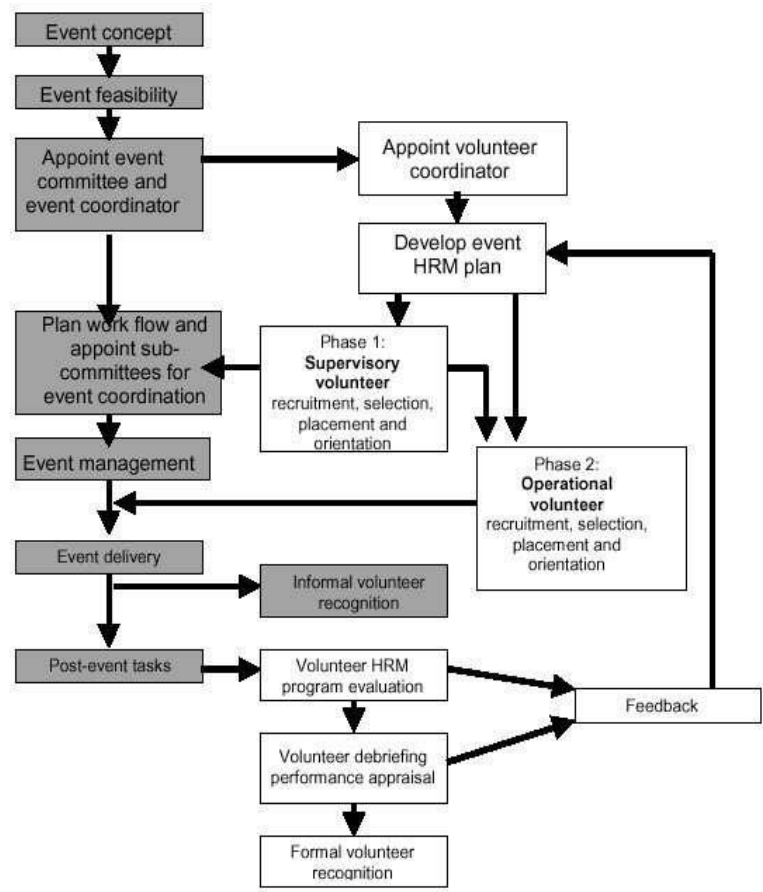 Event concept
Event feasibility
Appoint event
committee and
event coordinator
Appoint volunteer
coordinator
Develop event
HRM plan
Plan work flow and
appoint sub-
committees for
event coordination
Phase 1:
Supervisory
volunteer
recruitment, selection,
placement and
orientation
Event management
Phase 2:
Operational
volunteer
recruitment, selection,
placement and
orientation
Event delivery
Informal volunteer
recognition
Post-event tasks
Volunteer HRM
program evaluation
Feedback
Volunteer debriefing
performance appraisal
Formal volunteer
recognition